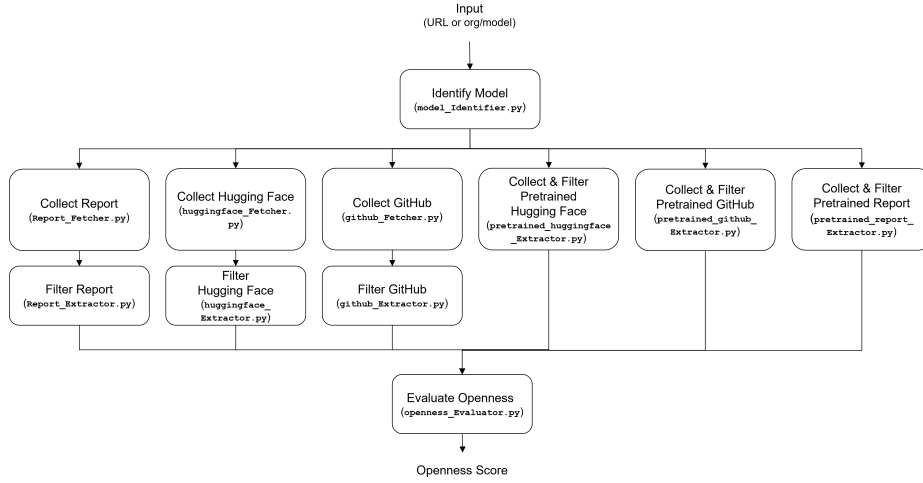 Input
(URL or org/model)
Identify Model
(model_Identifier.py)
Collect Report
(Report_Fetcher.py)
Collect Hugging Face
(huggingface_Fetcher.
py)
Collect GitHub
(github_Fetcher.py)
Collect & Filter
Pretrained
Hugging Face
(pretrained_huggingface
_Extractor.py)
Collect & Filter
Pretrained GitHub
(pretrained_github_
Extractor.py)
Collect & Filter
Pretrained Report
(pretrained_report_
Extractor.py)
Filter Report
(Report_Extractor.py)
Filter
Hugging Face
(huggingface_
Extractor.py)
Filter GitHub
(github_Extractor.py)
Evaluate Openness
(openness_Evaluator.py)
Openness Score